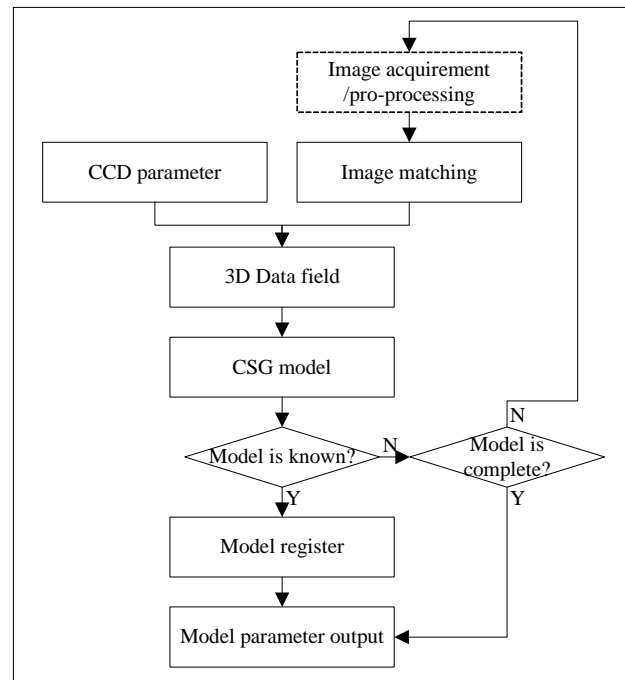 Image acquirement
/pro-processing
CCD parameter
Image matching
3D Data field
CSG model
Model is known?
N
Y
N
Model is
complete?
Y
Model register
Model parameter output